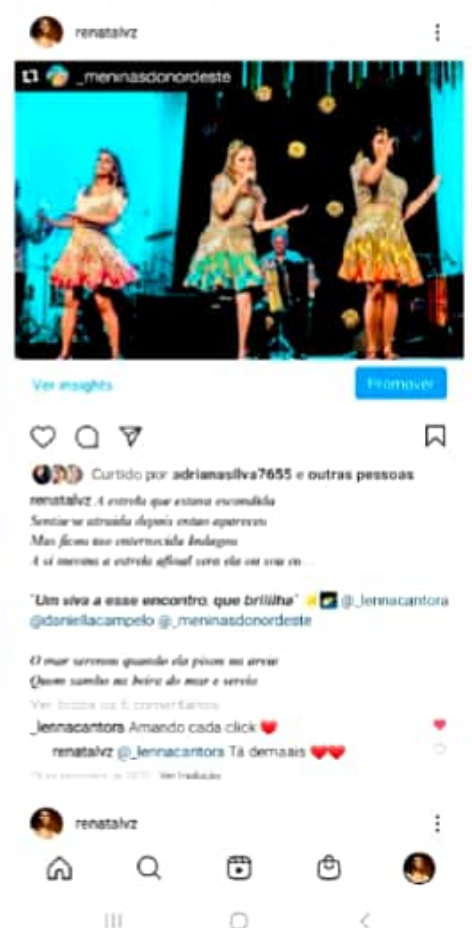 renatalvz
_meninasdonordeste
Ver insights
Promover
Curtido por adrianasilva7655 e outras pessoas
renatalvz A estrela que estava escondida
Sentiu-se atraída depois então apareceu
Mas ficou tão enternecida Indagou
A si mesma a estrela afinal será ela ou sou eu...
"Um viva a esse encontro, que brililha" @_lennacantora
@daniellacampelo @_meninasdonordeste
O mar serenou quando ela pisou na areia
Quem samba na beira do mar é sereia
Ver todos os 6 comentários
_lennacantora Amando cada click ❤️
renatalvz @_lennacantora Tá demaais ❤️❤️
Ver tradução
renatalvz